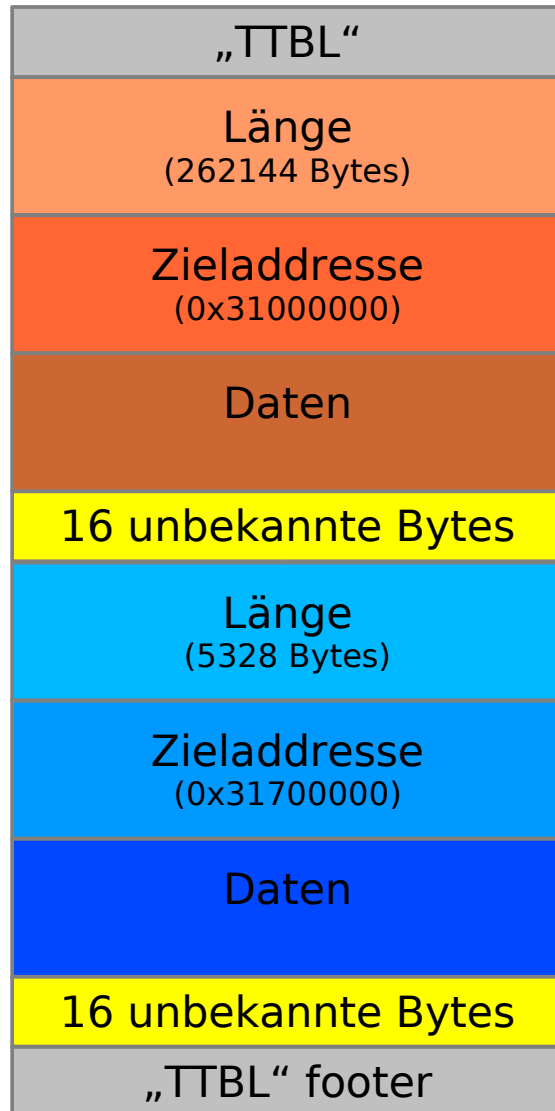 „TTBL“
Länge
(262144 Bytes)
Zieladdresse
(0x31000000)
Daten
16 unbekannte Bytes
Länge
(5328 Bytes)
Zieladdresse
(0x31700000)
Daten
16 unbekannte Bytes
„TTBL“ footer